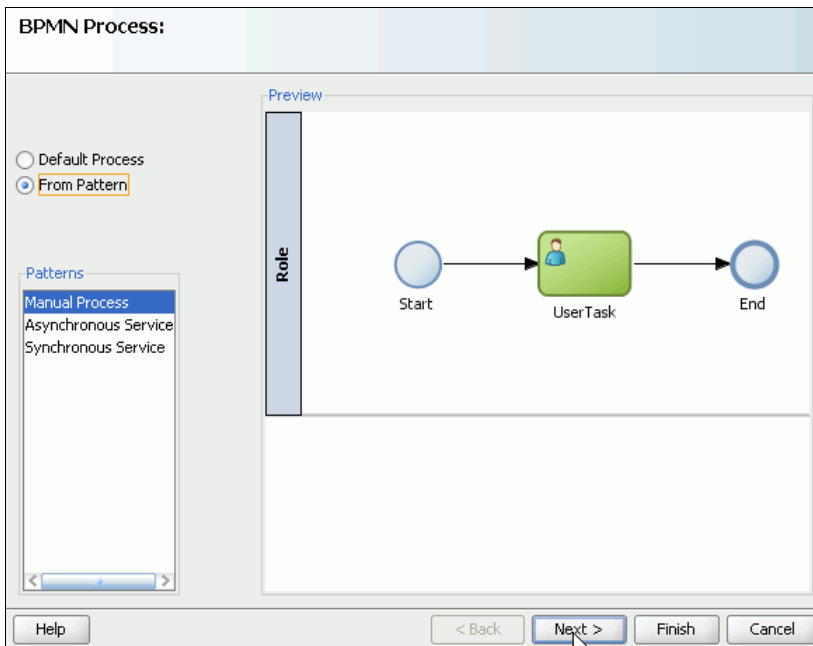 BPMN Process:
Default Process
From Pattern
Patterns
Manual Process
Asynchronous Service
Synchronous Service
Preview
Role
Start
UserTask
End
Help
< Back
Next >
Finish
Cancel